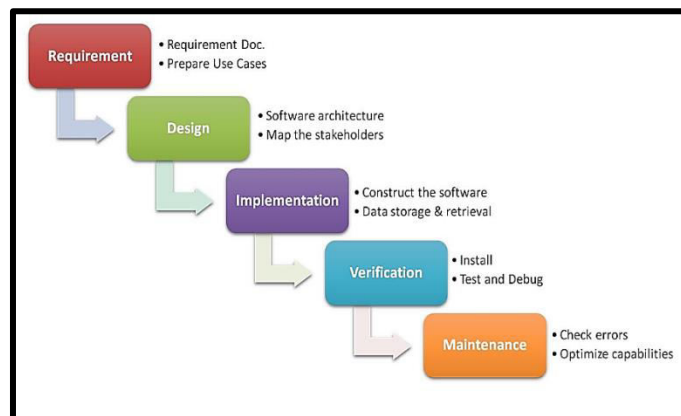 Requirement
• Requirement Doc.
• Prepare Use Cases
Design
• Software architecture
• Map the stakeholders
Implementation
• Construct the software
• Data storage & retrieval
Verification
• Install
• Test and Debug
Maintenance
• Check errors
• Optimize capabilities